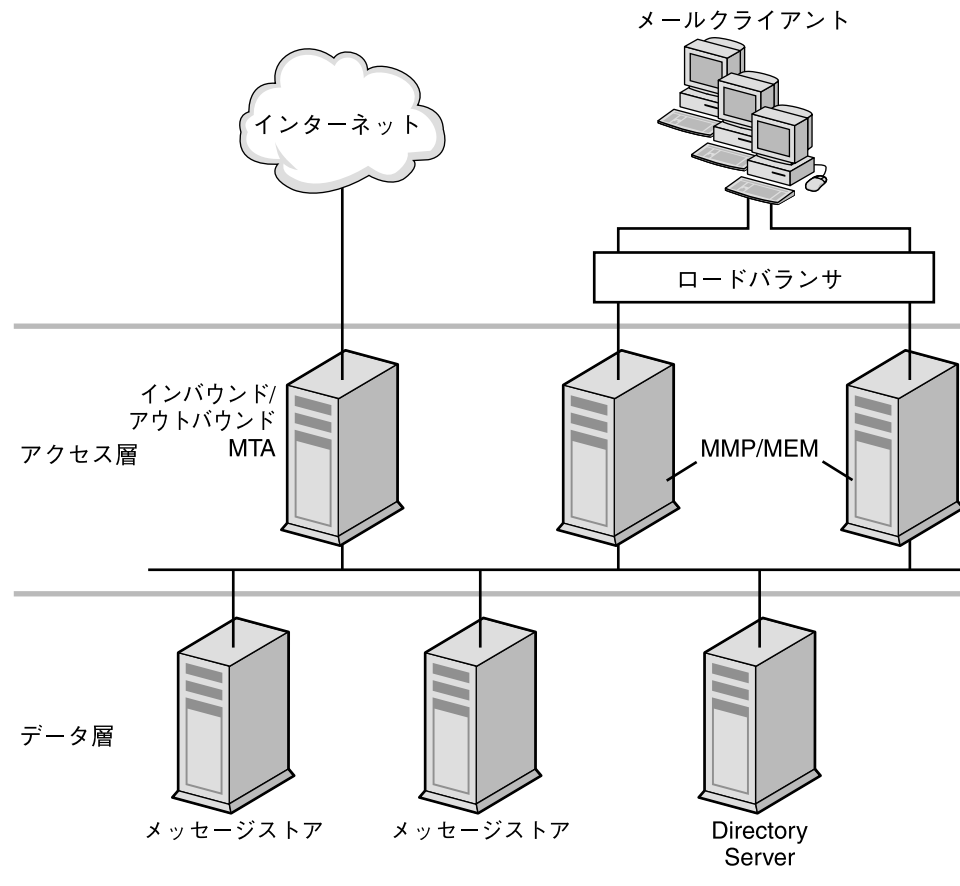 メールクライアント
インターネット
ロードバランサ
インバウンド/
アウトバウンド
MTA
アクセス層
MMP/MEM
データ層
メッセージストア
メッセージストア
Directory
Server